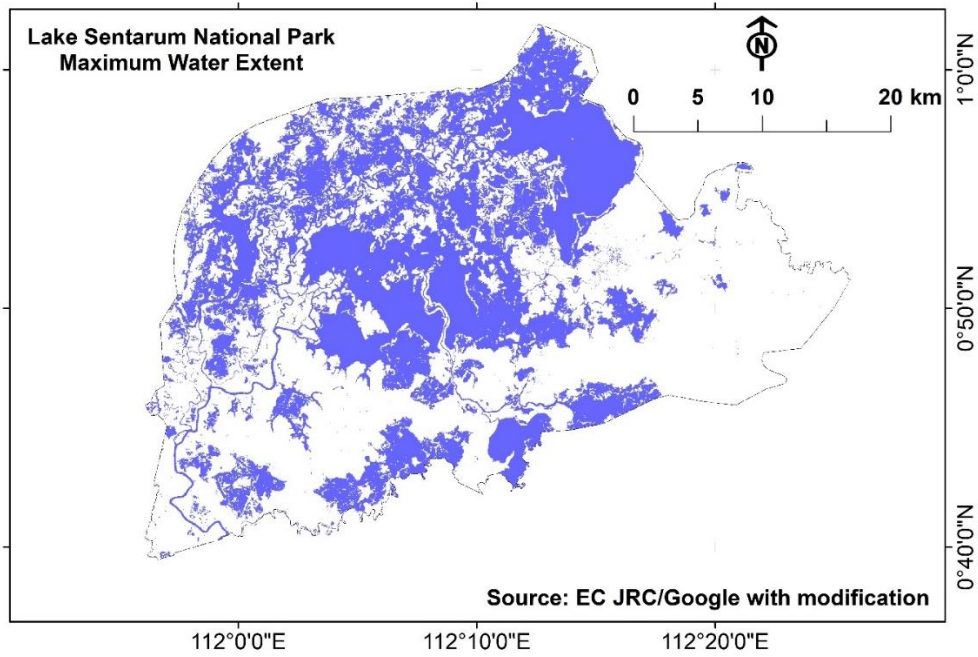 Lake Sentarum National Park
Maximum Water Extent
N
0 5 10 20 km
1°0'0"N
0°50'0"N
0°40'0"N
Source: EC JRC/Google with modification
112°0'0"E 112°10'0"E 112°20'0"E